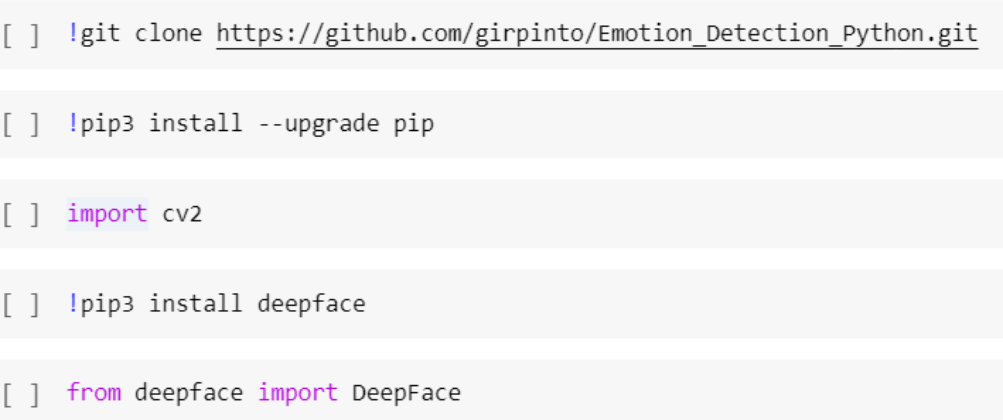 [ ] !git clone https://github.com/girpinto/Emotion_Detection_Python.git
[ ] !pip3 install --upgrade pip
[ ] import cv2
[ ] !pip3 install deepface
[ ] from deepface import DeepFace